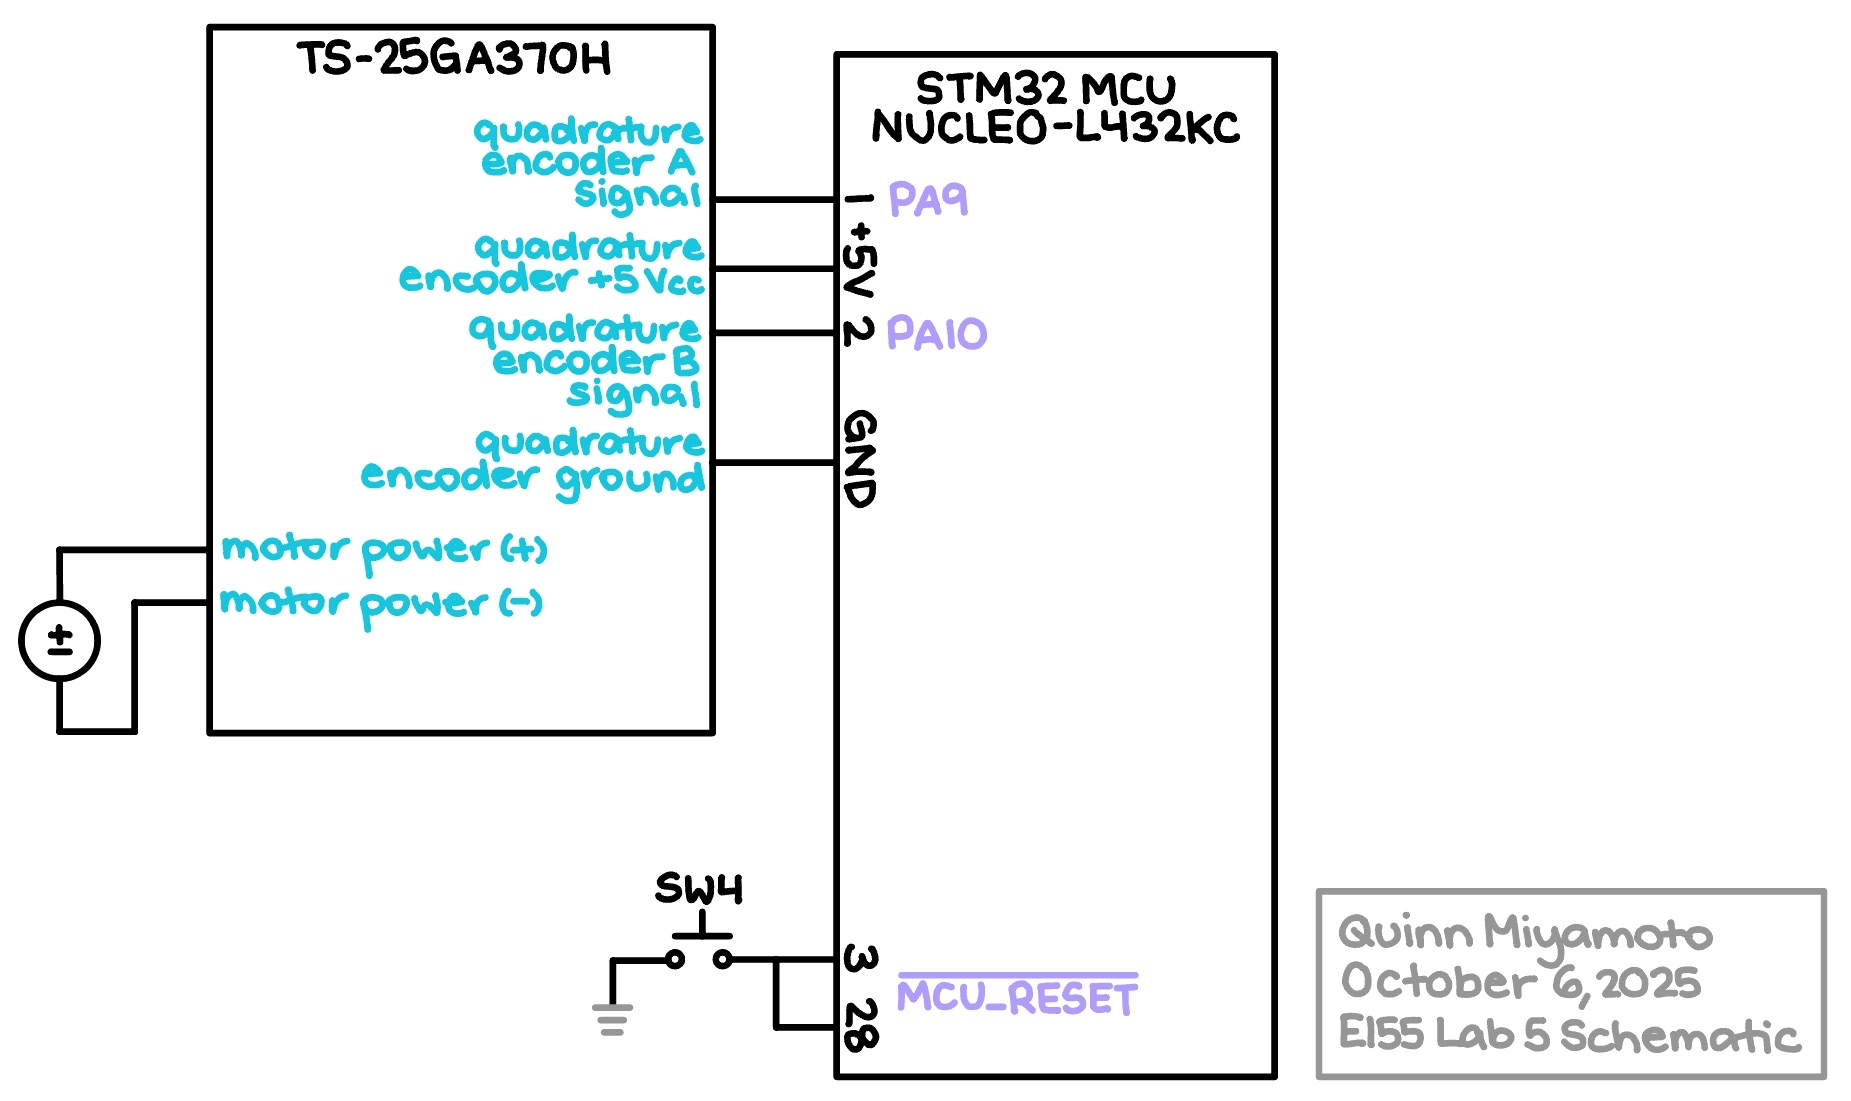 TS-25GA370H
quadrature
encoder A
signal
quadrature
encoder +5 Vcc
quadrature
encoder B
signal
quadrature
encoder ground
motor power (+)
motor power (-)
±
STM32 MCU
NUCLEO-L432KC
1 PA9
+5V
2 PA10
GND
SW4
3
MCU_RESET
28
Quinn Miyamoto
October 6, 2025
E155 Lab 5 Schematic